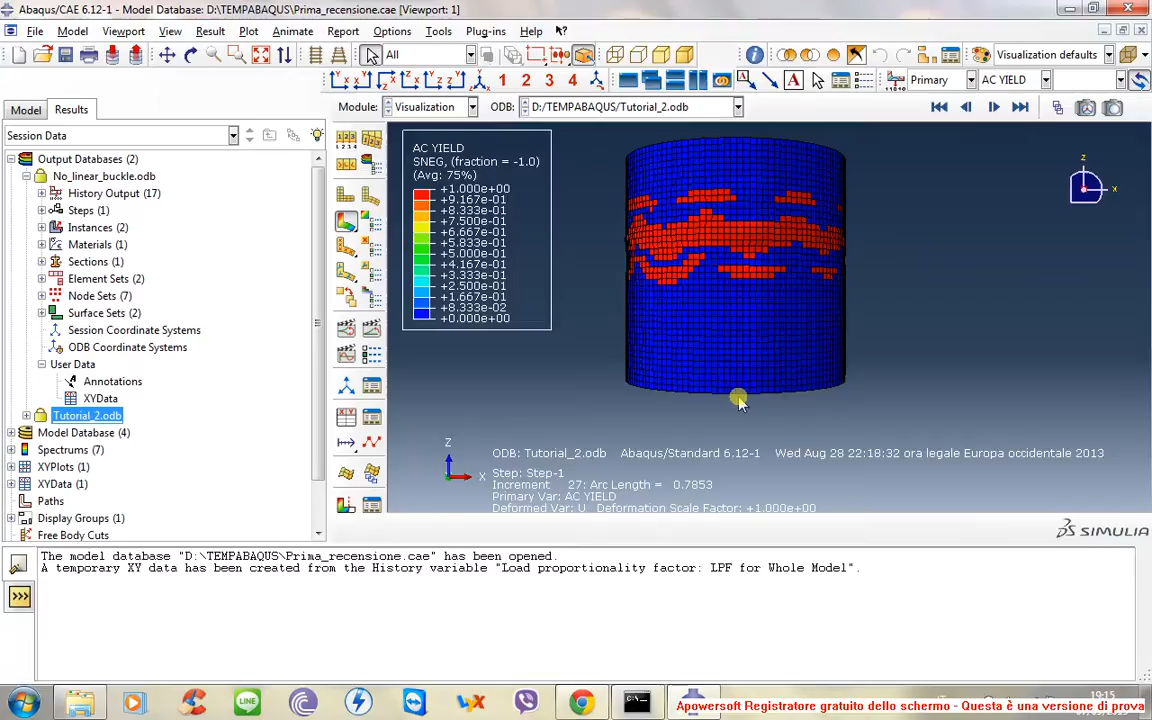 Abaqus/CAE 6.12-1 - Model Database: D:\TEMPABAQUS\Prima_recensione.cae [Viewport: 1]
File Model Viewport View Result Plot Animate Report Options Tools Plug-ins Help
All Visualization defaults
1 2 3 4 Primary AC YIELD
Model Results Module: Visualization ODB: D:/TEMPABAQUS/Tutorial_2.odb
Session Data
Output Databases (2)
No_linear_buckle.odb
History Output (17)
Steps (1)
Instances (2)
Materials (1)
Sections (1)
Element Sets (2)
Node Sets (7)
Surface Sets (2)
Session Coordinate Systems
ODB Coordinate Systems
User Data
Annotations
XYData
Tutorial_2.odb
Model Database (4)
Spectrums (7)
XYPlots (1)
XYData (1)
Paths
Display Groups (1)
Free Body Cuts
AC YIELD
SNEG, (fraction = -1.0)
(Avg: 75%)
+1.000e+00
+9.167e-01
+8.333e-01
+7.500e-01
+6.667e-01
+5.833e-01
+5.000e-01
+4.167e-01
+3.333e-01
+2.500e-01
+1.667e-01
+8.333e-02
+0.000e+00
z
x
Z
X
ODB: Tutorial_2.odb Abaqus/Standard 6.12-1 Wed Aug 28 22:18:32 ora legale Europa occidentale 2013
Step: Step-1
Increment 27: Arc Length = 0.7853
Primary Var: AC YIELD
Deformed Var: U Deformation Scale Factor: +1.000e+00
SIMULIA
The model database "D:\TEMPABAQUS\Prima_recensione.cae" has been opened.
A temporary XY data has been created from the History variable "Load proportionality factor: LPF for Whole Model".
19:15
Apowersoft Registratore gratuito dello schermo - Questa è una versione di prova